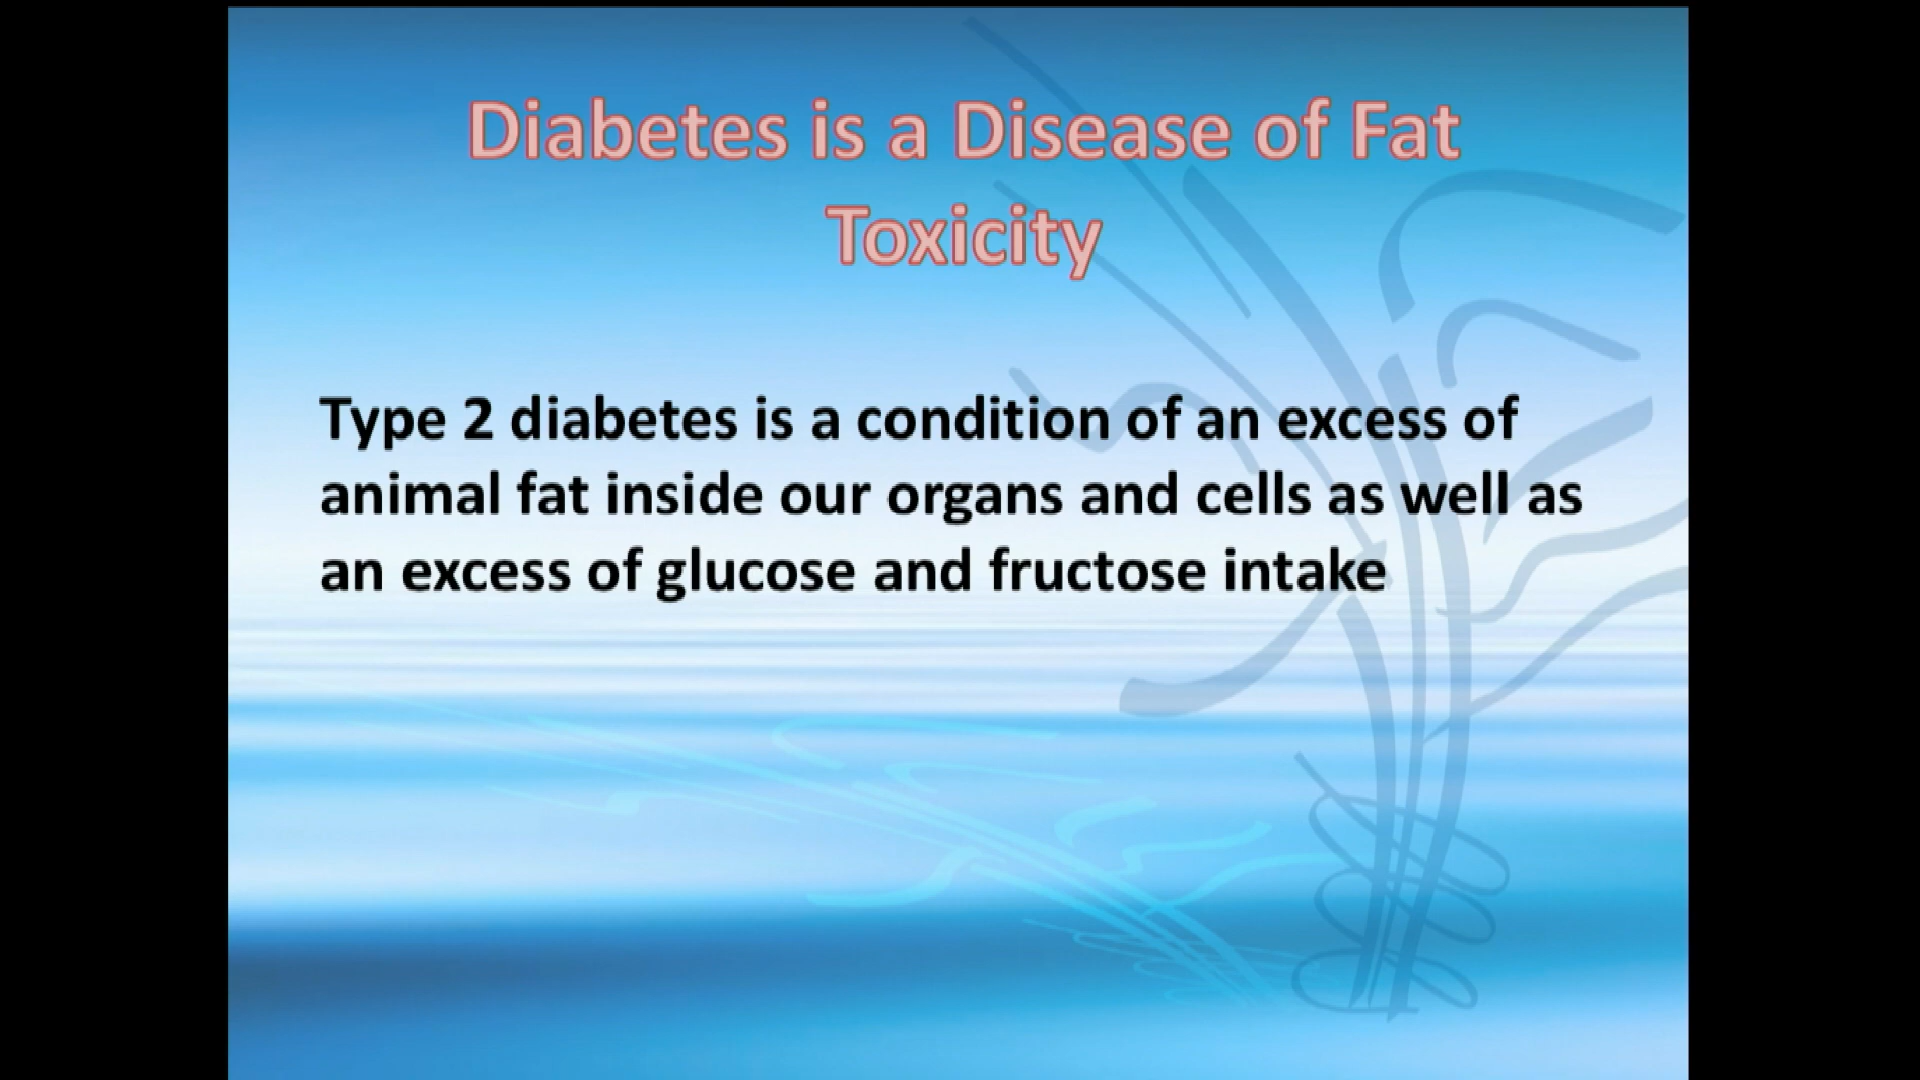 Diabetes is a Disease of Fat
Toxicity
Type 2 diabetes is a condition of an excess of
animal fat inside our organs and cells as well as
an excess of glucose and fructose intake